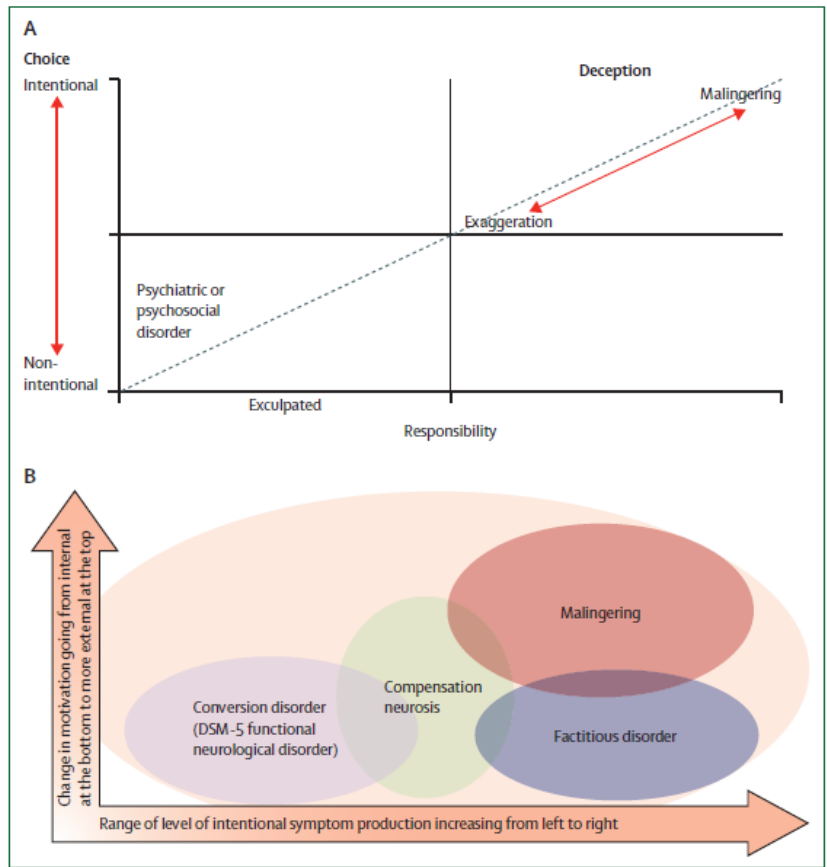 A
Choice
Intentional
Deception
Malingering
Exaggeration
Psychiatric or
psychosocial
disorder
Non-
intentional
Exculpated
Responsibility
B
Change in motivation going from internal
at the bottom to more external at the top
Malingering
Compensation
neurosis
Conversion disorder
(DSM-5 functional
neurological disorder)
Factitious disorder
Range of level of intentional symptom production increasing from left to right